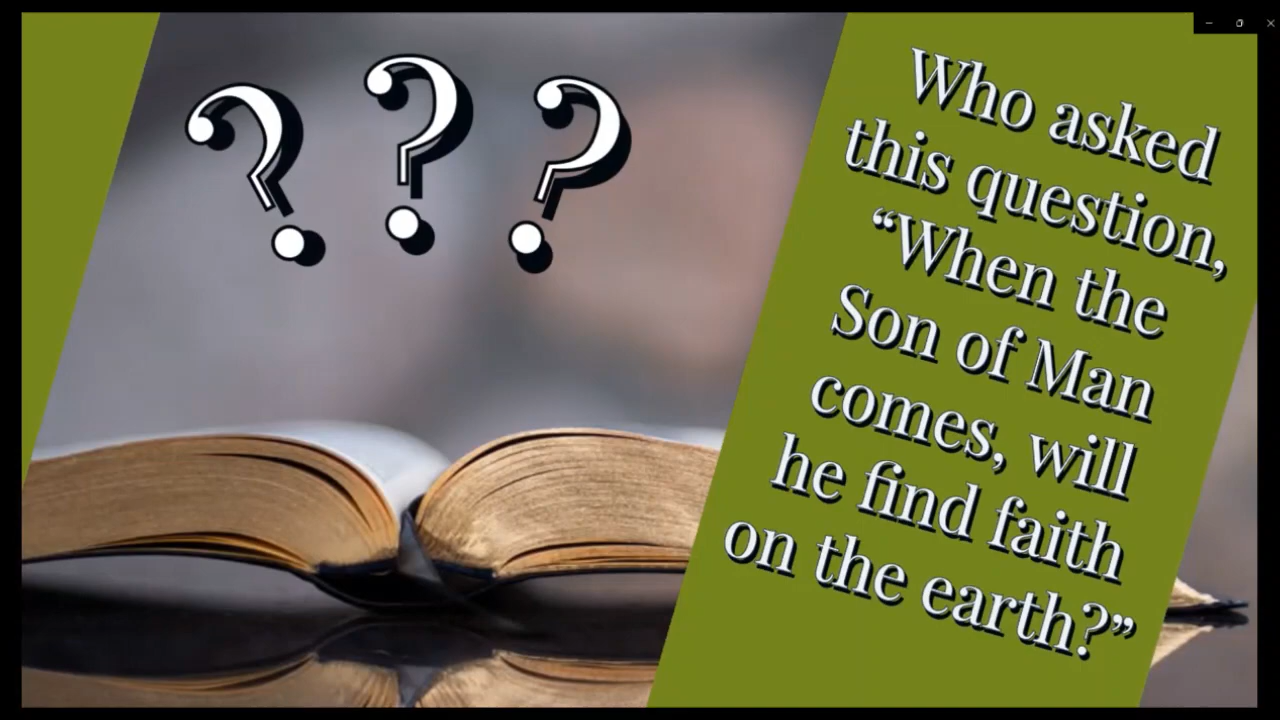 ???
Who asked
this question,
“When the
Son of Man
comes, will
he find faith
on the earth?”